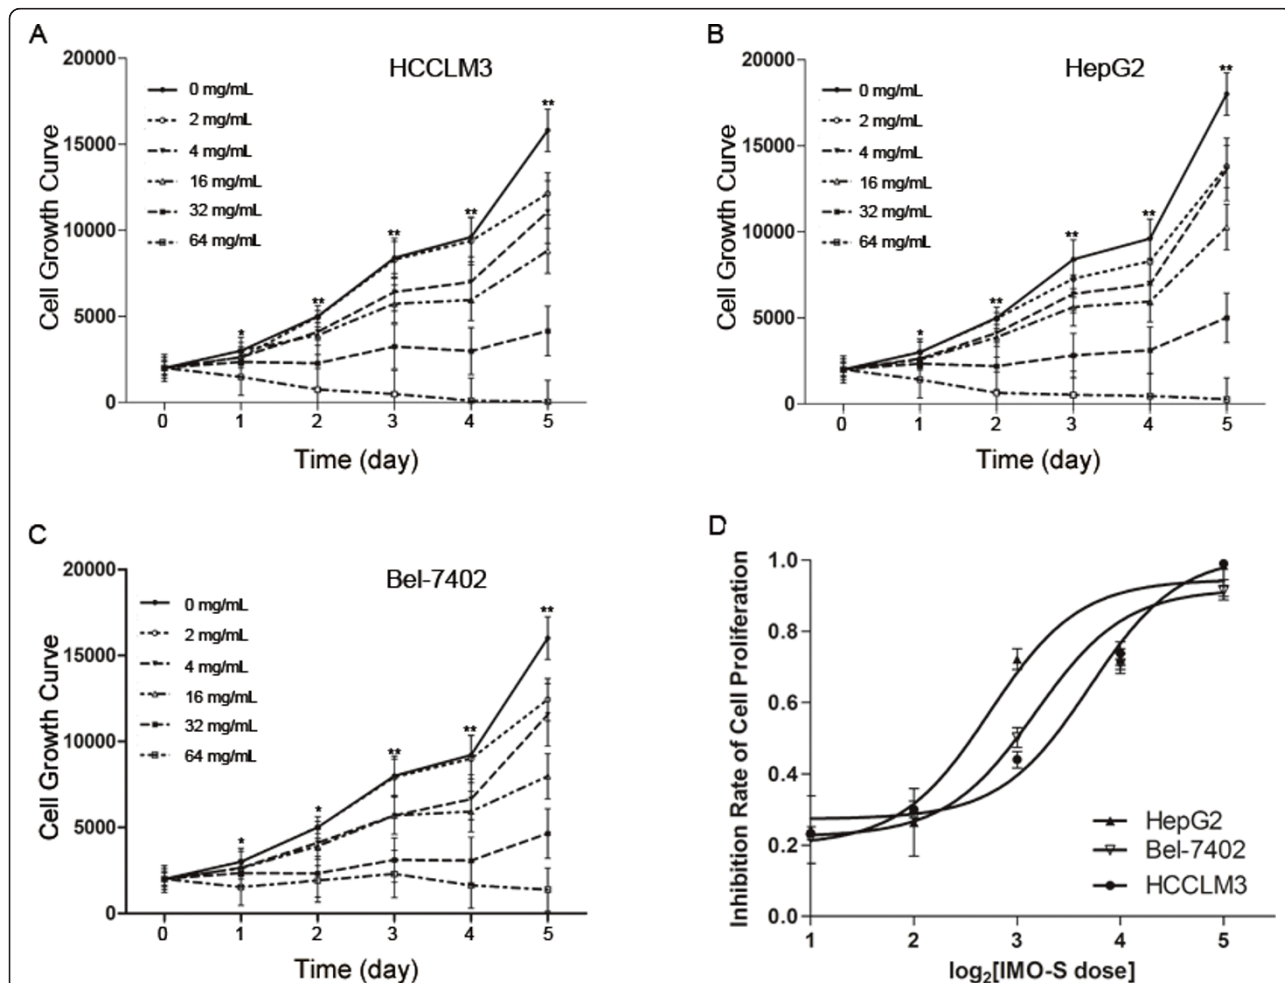 A
HCCLM3
Cell Growth Curve
20000
15000
10000
5000
0
0 mg/mL
2 mg/mL
4 mg/mL
16 mg/mL
32 mg/mL
64 mg/mL
*
**
**
**
**
0 1 2 3 4 5
Time (day)
B
HepG2
Cell Growth Curve
20000
15000
10000
5000
0
0 mg/mL
2 mg/mL
4 mg/mL
16 mg/mL
32 mg/mL
64 mg/mL
*
**
**
**
**
0 1 2 3 4 5
Time (day)
C
Bel-7402
Cell Growth Curve
20000
15000
10000
5000
0
0 mg/mL
2 mg/mL
4 mg/mL
16 mg/mL
32 mg/mL
64 mg/mL
*
*
**
**
**
0 1 2 3 4 5
Time (day)
D
Inhibition Rate of Cell Proliferation
1.0
0.8
0.6
0.4
0.2
0.0
HepG2
Bel-7402
HCCLM3
1 2 3 4 5
log₂[IMO-S dose]